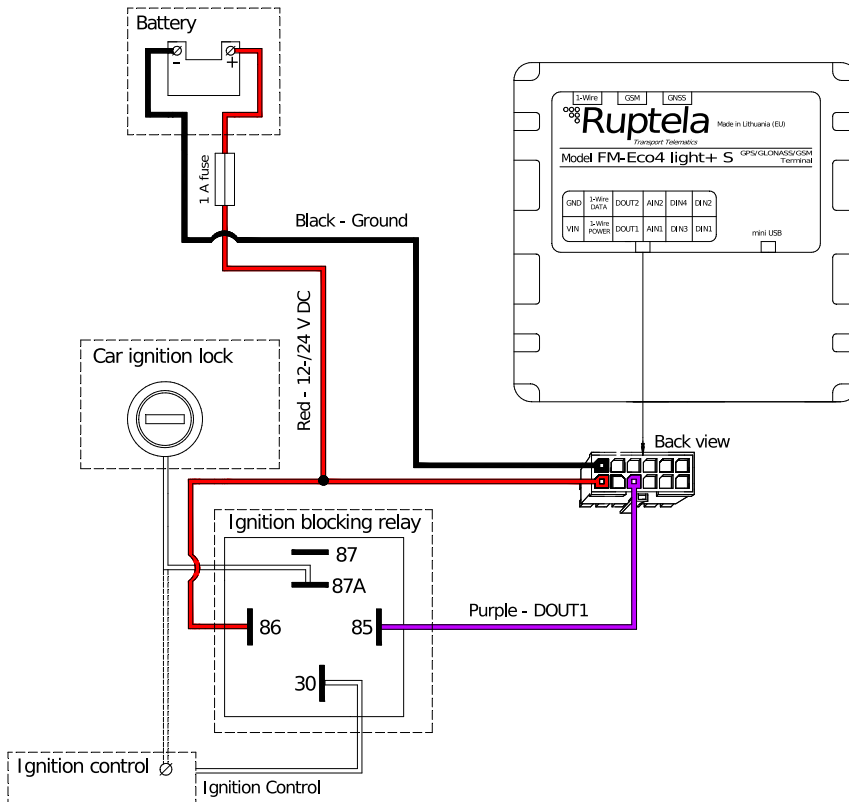 Battery
- +
1 A fuse
Black - Ground
Red - 12-/24 V DC
1-Wire GSM GNSS
Ruptela Made in Lithuania (EU)
Transport Telematics
Model FM-Eco4 light+ S GPS/GLONASS/GSM
Terminal
GND 1-Wire DATA DOUT2 AIN2 DIN4 DIN2
VIN 1-Wire POWER DOUT1 AIN1 DIN3 DIN1
mini USB
Car ignition lock
Back view
Ignition blocking relay
87
87A
86
85
30
Purple - DOUT1
Ignition control
Ignition Control